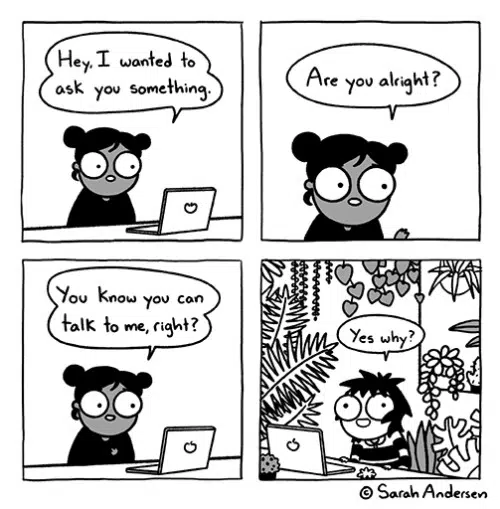 Hey, I wanted to
ask you something.
Are you alright?
You know you can
talk to me, right?
Yes why?
© Sarah Andersen